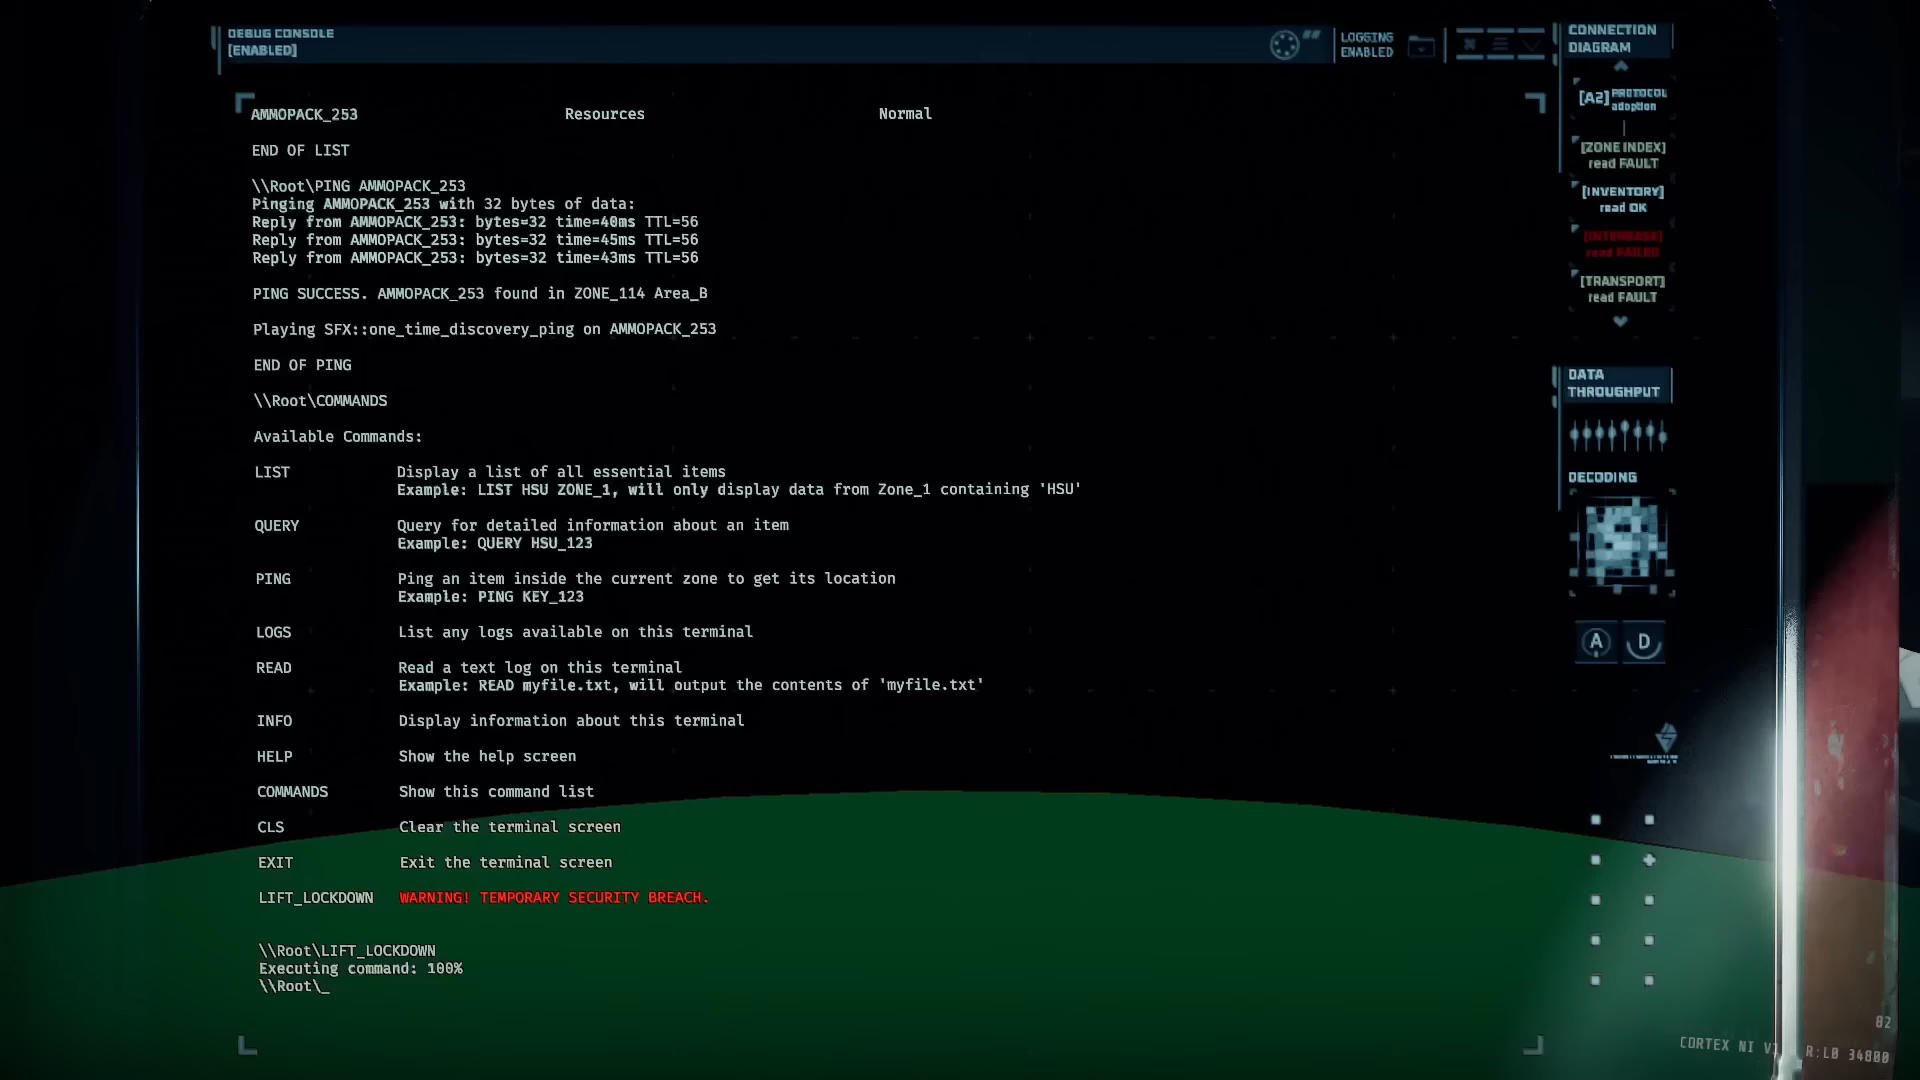 DEBUG CONSOLE
[ENABLED]
LOGGING
ENABLED
AMMOPACK_253 Resources Normal
END OF LIST
\\Root\PING AMMOPACK_253
Pinging AMMOPACK_253 with 32 bytes of data:
Reply from AMMOPACK_253: bytes=32 time=40ms TTL=56
Reply from AMMOPACK_253: bytes=32 time=45ms TTL=56
Reply from AMMOPACK_253: bytes=32 time=43ms TTL=56
PING SUCCESS. AMMOPACK_253 found in ZONE_114 Area_B
Playing SFX::one_time_discovery_ping on AMMOPACK_253
END OF PING
\\Root\COMMANDS
Available Commands:
LIST Display a list of all essential items
Example: LIST HSU ZONE_1, will only display data from Zone_1 containing 'HSU'
QUERY Query for detailed information about an item
Example: QUERY HSU_123
PING Ping an item inside the current zone to get its location
Example: PING KEY_123
LOGS List any logs available on this terminal
READ Read a text log on this terminal
Example: READ myfile.txt, will output the contents of 'myfile.txt'
INFO Display information about this terminal
HELP Show the help screen
COMMANDS Show this command list
CLS Clear the terminal screen
EXIT Exit the terminal screen
LIFT_LOCKDOWN WARNING! TEMPORARY SECURITY BREACH.
\\Root\LIFT_LOCKDOWN
Executing command: 100%
\\Root\_
CONNECTION
DIAGRAM
[A2] PROTOCOL
adoption
[ZONE INDEX]
read FAULT
[INVENTORY]
read OK
[INTERBASE]
read FAILED
[TRANSPORT]
read FAULT
DATA
THROUGHPUT
DECODING
A D
82
CORTEX NI R:L0 34800